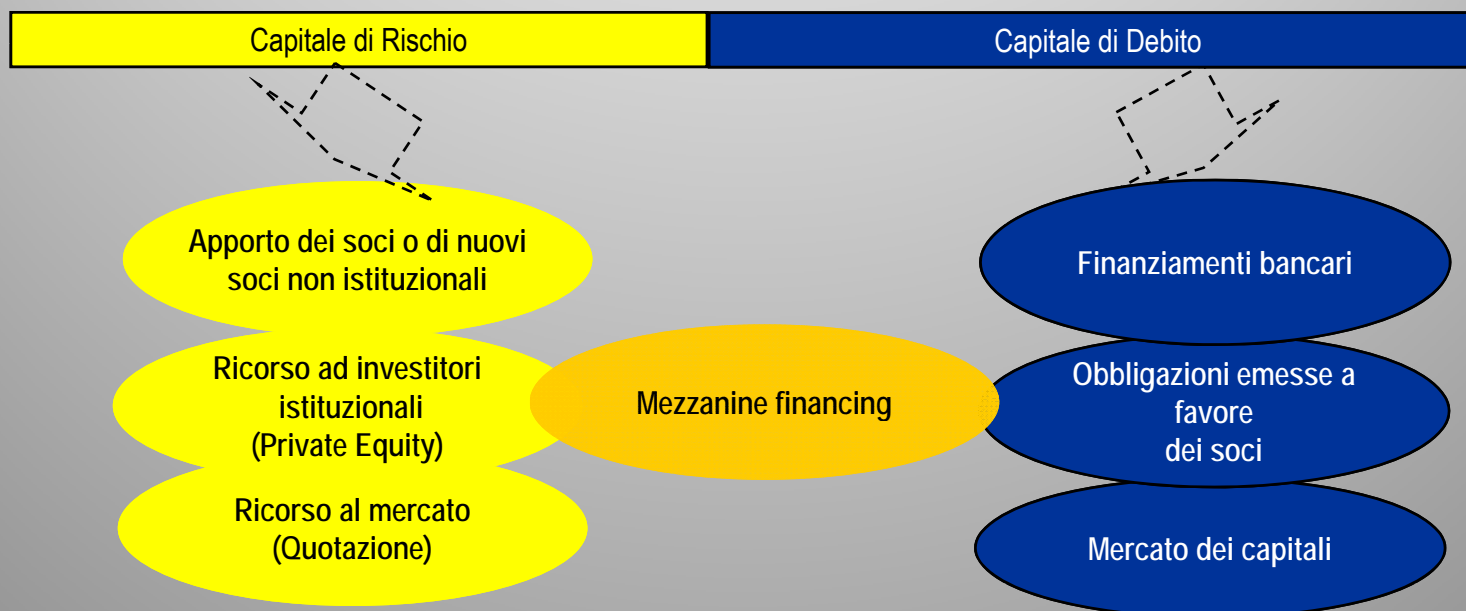 Capitale di Rischio
Capitale di Debito
Apporto dei soci o di nuovi
soci non istituzionali
Ricorso ad investitori
istituzionali
(Private Equity)
Ricorso al mercato
(Quotazione)
Mezzanine financing
Finanziamenti bancari
Obbligazioni emesse a
favore
dei soci
Mercato dei capitali